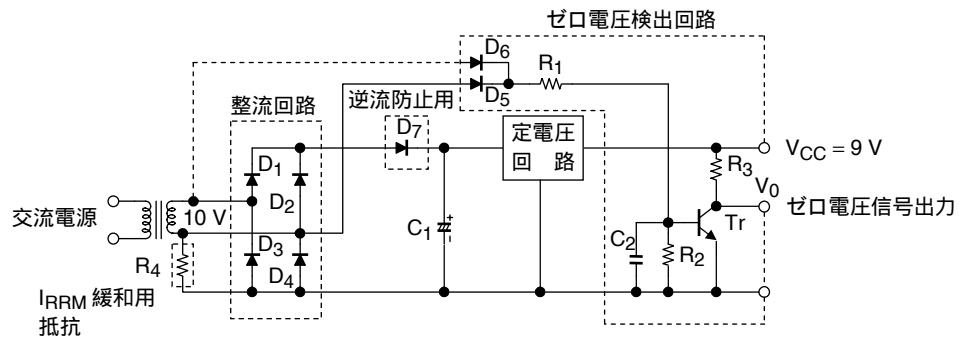 ゼロ電圧検出回路
D6
R1
D5
整流回路
逆流防止用
D7
定電圧
回 路
VCC = 9 V
D1
R3
V0
ゼロ電圧信号出力
交流電源
10 V
D2
C1
+
Tr
D3
C2
R2
R4
D4
IRRM 緩和用
抵抗